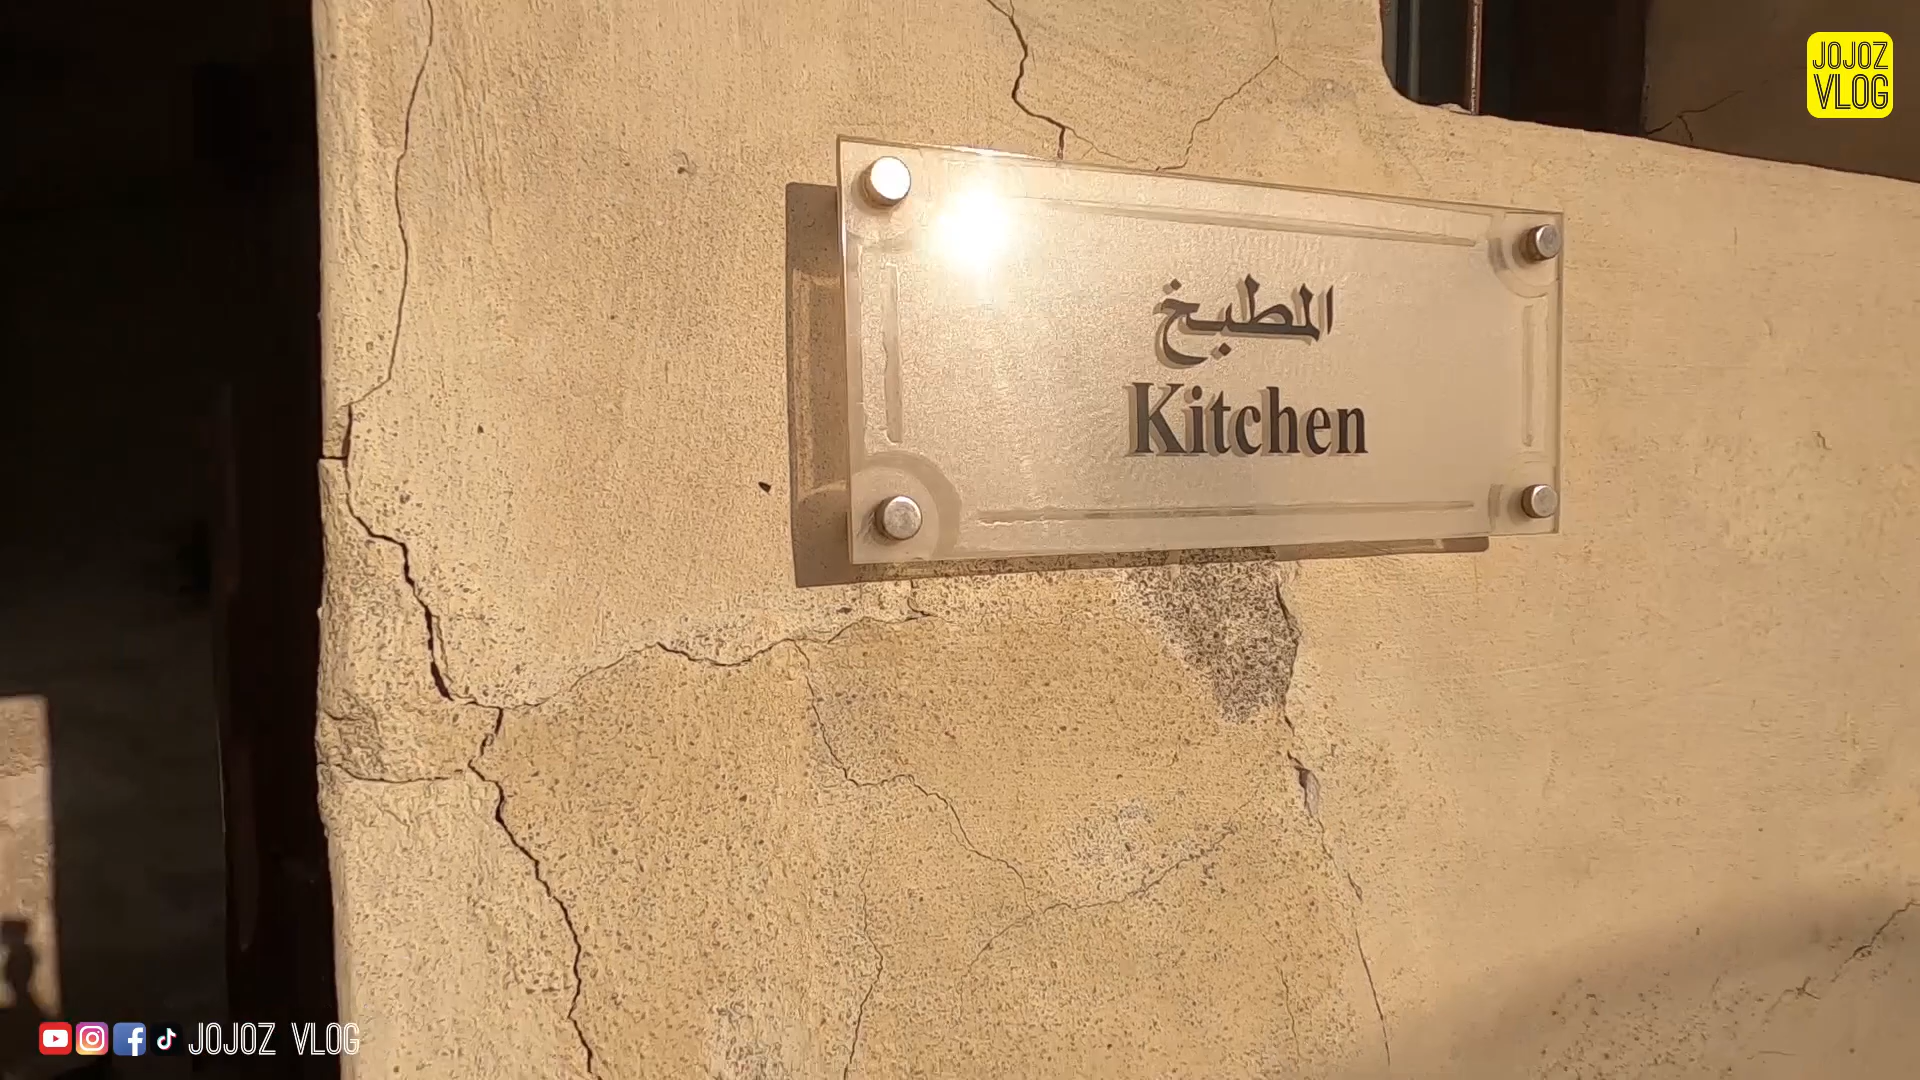 JOJOZ
VLOG
المطبخ
Kitchen
JOJOZ VLOG